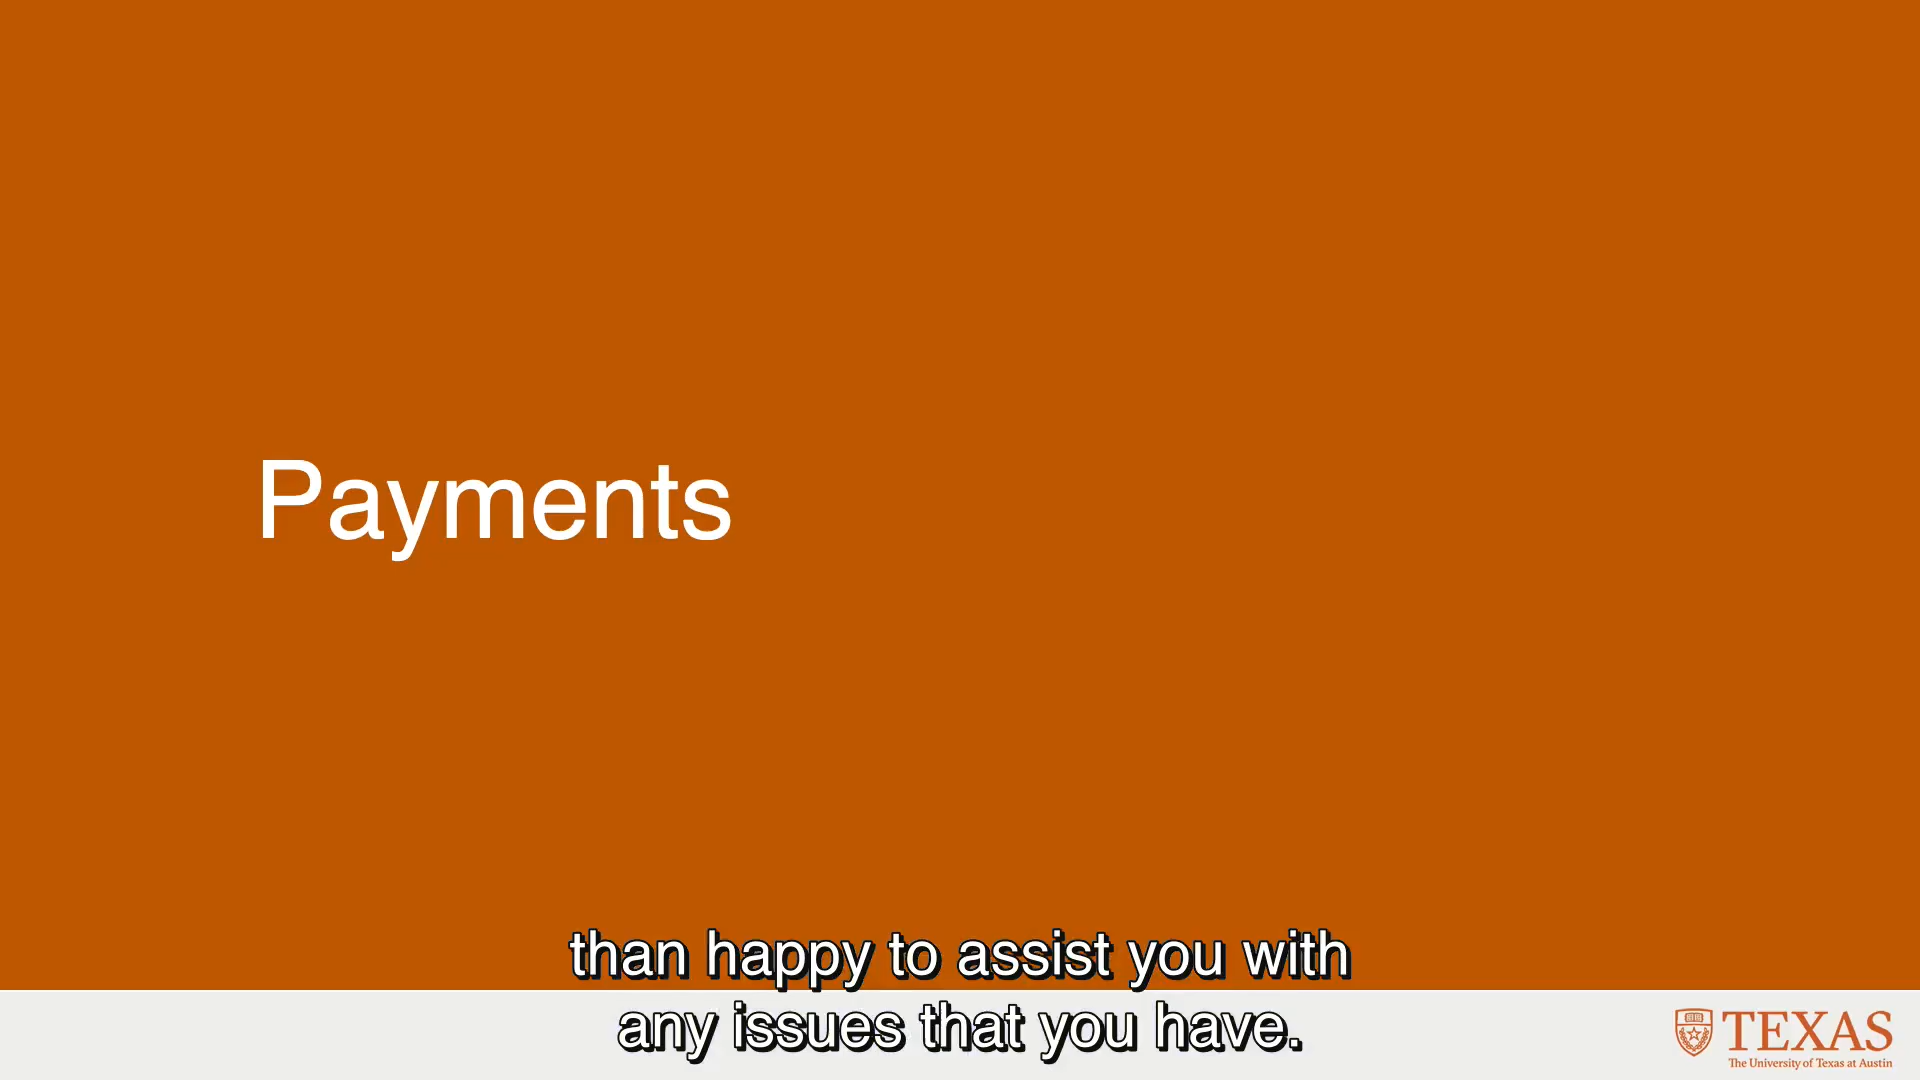 Payments
than happy to assist you with
any issues that you have.
TEXAS
The University of Texas at Austin